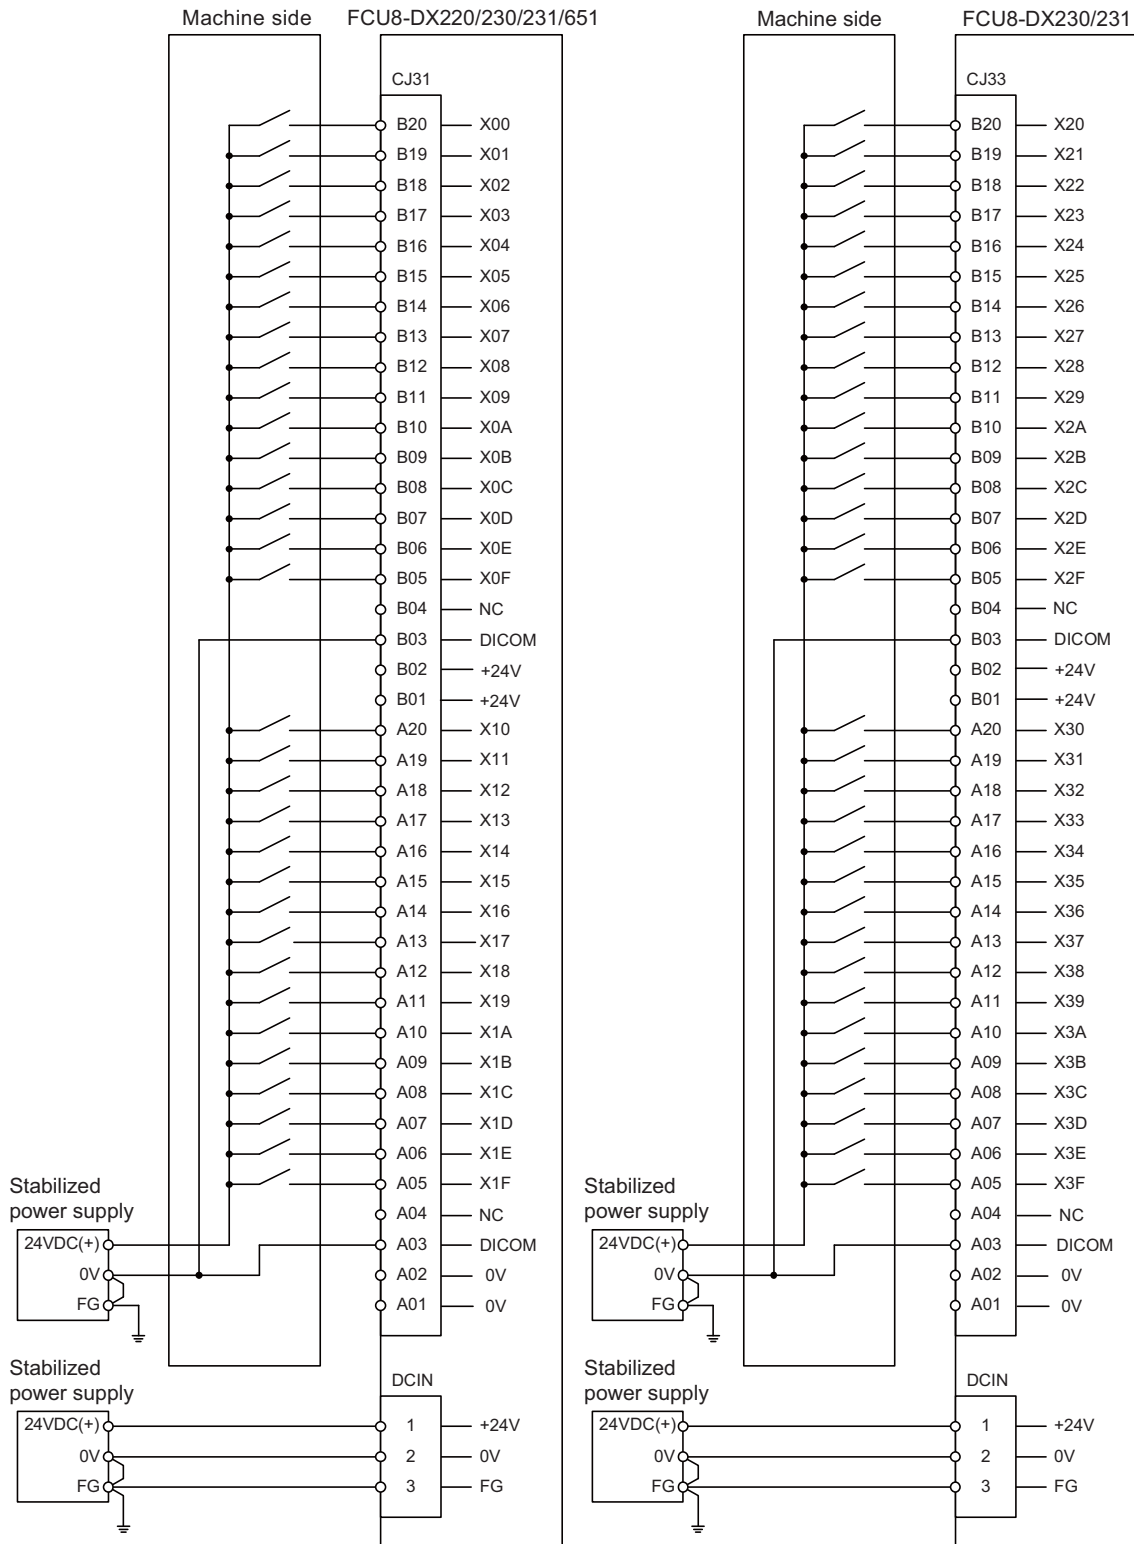 Machine side
FCU8-DX220/230/231/651
CJ31
B20 X00
B19 X01
B18 X02
B17 X03
B16 X04
B15 X05
B14 X06
B13 X07
B12 X08
B11 X09
B10 X0A
B09 X0B
B08 X0C
B07 X0D
B06 X0E
B05 X0F
B04 NC
B03 DICOM
B02 +24V
B01 +24V
A20 X10
A19 X11
A18 X12
A17 X13
A16 X14
A15 X15
A14 X16
A13 X17
A12 X18
A11 X19
A10 X1A
A09 X1B
A08 X1C
A07 X1D
A06 X1E
A05 X1F
A04 NC
A03 DICOM
A02 0V
A01 0V
Stabilized
power supply
24VDC(+)
0V
FG
Stabilized
power supply
24VDC(+)
0V
FG
DCIN
1 +24V
2 0V
3 FG
Machine side
FCU8-DX230/231
CJ33
B20 X20
B19 X21
B18 X22
B17 X23
B16 X24
B15 X25
B14 X26
B13 X27
B12 X28
B11 X29
B10 X2A
B09 X2B
B08 X2C
B07 X2D
B06 X2E
B05 X2F
B04 NC
B03 DICOM
B02 +24V
B01 +24V
A20 X30
A19 X31
A18 X32
A17 X33
A16 X34
A15 X35
A14 X36
A13 X37
A12 X38
A11 X39
A10 X3A
A09 X3B
A08 X3C
A07 X3D
A06 X3E
A05 X3F
A04 NC
A03 DICOM
A02 0V
A01 0V
Stabilized
power supply
24VDC(+)
0V
FG
Stabilized
power supply
24VDC(+)
0V
FG
DCIN
1 +24V
2 0V
3 FG